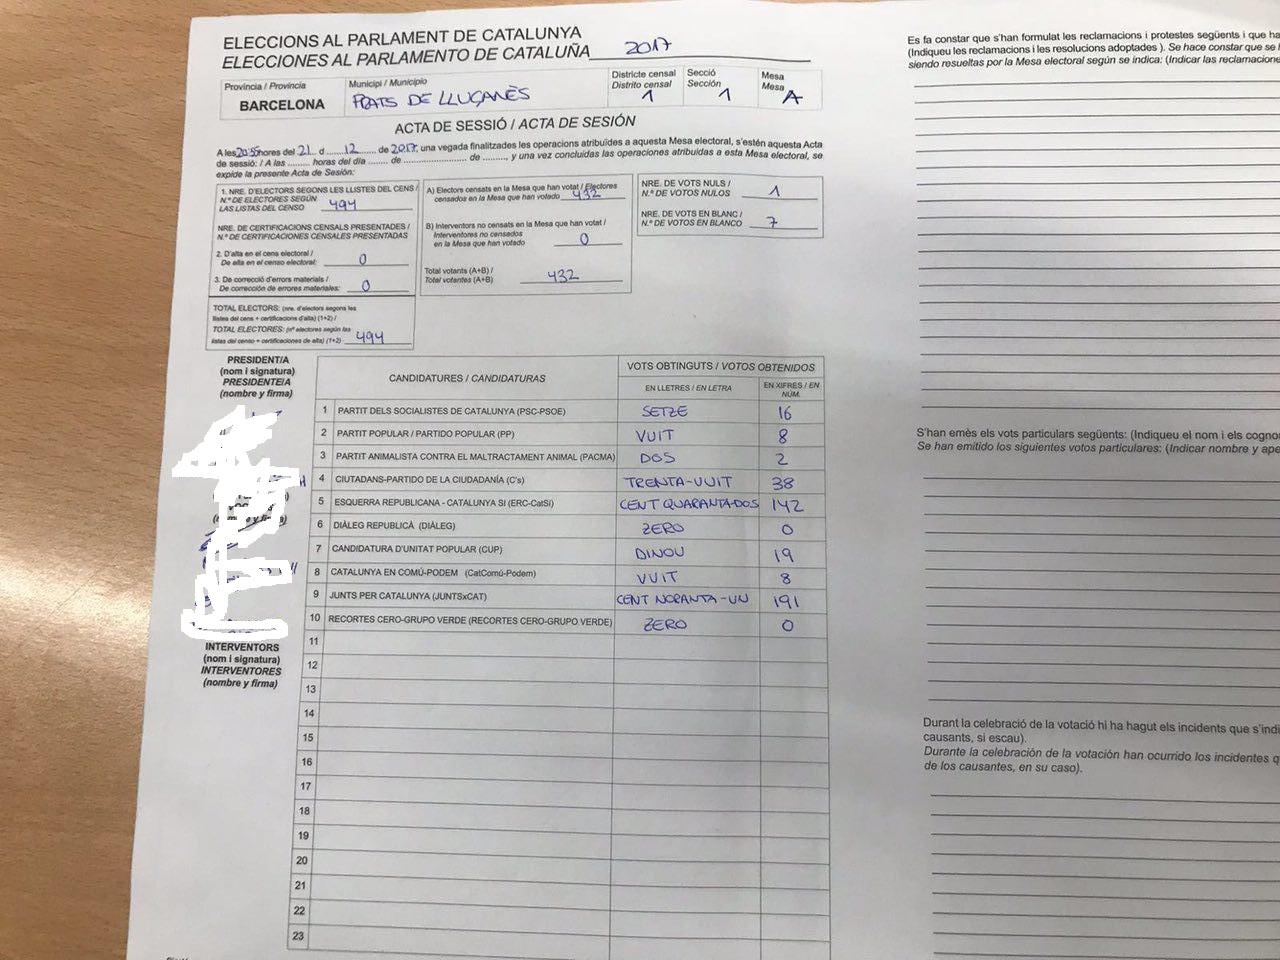 ELECCIONS AL PARLAMENT DE CATALUNYA
ELECCIONES AL PARLAMENTO DE CATALUÑA 2017
Província / Provincia
BARCELONA
Municipi / Municipio
PRATS DE LLUÇANÈS
Districte censal
Distrito censal
1
Secció
Sección
1
Mesa
Mesa
A
ACTA DE SESSIÓ / ACTA DE SESIÓN
A les 20:55 hores del 21 d ...... 12 ...... de 2017, una vegada finalitzades les operacions atribuïdes a aquesta Mesa electoral, s'estén aquesta Acta
de sessió: / A las ......... horas del día ....... de ........................ de ........, y una vez concluidas las operaciones atribuidas a esta Mesa electoral, se
expide la presente Acta de Sesión:
1. NRE. D'ELECTORS SEGONS LES LLISTES DEL CENS /
N.º DE ELECTORES SEGÚN
LAS LISTAS DEL CENSO 494
NRE. DE CERTIFICACIONS CENSALS PRESENTADES /
N.º DE CERTIFICACIONES CENSALES PRESENTADAS
2. D'alta en el cens electoral /
De alta en el censo electoral: 0
3. De correcció d'errors materials /
De corrección de errores materiales: 0
TOTAL ELECTORS: (nre. d'electors segons les
llistes del cens + certificacions d'alta) (1+2) /
TOTAL ELECTORES: (nº electores según las
listas del censo + certificaciones de alta) (1+2) 494
A) Electors censats en la Mesa que han votat / Electores
censados en la Mesa que han votado 432
B) Interventors no censats en la Mesa que han votat /
Interventores no censados
en la Mesa que han votado 0
Total votants (A+B) /
Total votantes (A+B) 432
NRE. DE VOTS NULS /
N.º DE VOTOS NULOS 1
NRE. DE VOTS EN BLANC /
N.º DE VOTOS EN BLANCO 7
PRESIDENT/A
(nom i signatura)
PRESIDENTE/A
(nombre y firma)
(nombre y firma)
INTERVENTORS
(nom i signatura)
INTERVENTORES
(nombre y firma)
CANDIDATURES / CANDIDATURAS
VOTS OBTINGUTS / VOTOS OBTENIDOS
EN LLETRES / EN LETRA
EN XIFRES / EN
NÚM.
1 PARTIT DELS SOCIALISTES DE CATALUNYA (PSC-PSOE) SETZE 16
2 PARTIT POPULAR / PARTIDO POPULAR (PP) VUIT 8
3 PARTIT ANIMALISTA CONTRA EL MALTRACTAMENT ANIMAL (PACMA) DOS 2
4 CIUTADANS-PARTIDO DE LA CIUDADANÍA (C's) TRENTA-VUIT 38
5 ESQUERRA REPUBLICANA - CATALUNYA SI (ERC-CatSi) CENT QUARANTA-DOS 142
6 DIÀLEG REPUBLICÀ (DIÀLEG) ZERO 0
7 CANDIDATURA D'UNITAT POPULAR (CUP) DINOU 19
8 CATALUNYA EN COMÚ-PODEM (CatComú-Podem) VUIT 8
9 JUNTS PER CATALUNYA (JUNTSxCAT) CENT NORANTA-UN 191
10 RECORTES CERO-GRUPO VERDE (RECORTES CERO-GRUPO VERDE) ZERO 0
11
12
13
14
15
16
17
18
19
20
21
22
23
Es fa constar que s'han formulat les reclamacions i protestes següents i que ha
(Indiqueu les reclamacions i les resolucions adoptades ). Se hace constar que se
siendo resueltas por la Mesa electoral según se indica: (Indicar las reclamacione
S'han emès els vots particulars següents: (Indiqueu el nom i els cogno
Se han emitido los siguientes votos particulares: (Indicar nombre y ape
Durant la celebració de la votació hi ha hagut els incidents que s'indi
causants, si escau).
Durante la celebración de la votación han ocurrido los incidentes q
de los causantes, en su caso).